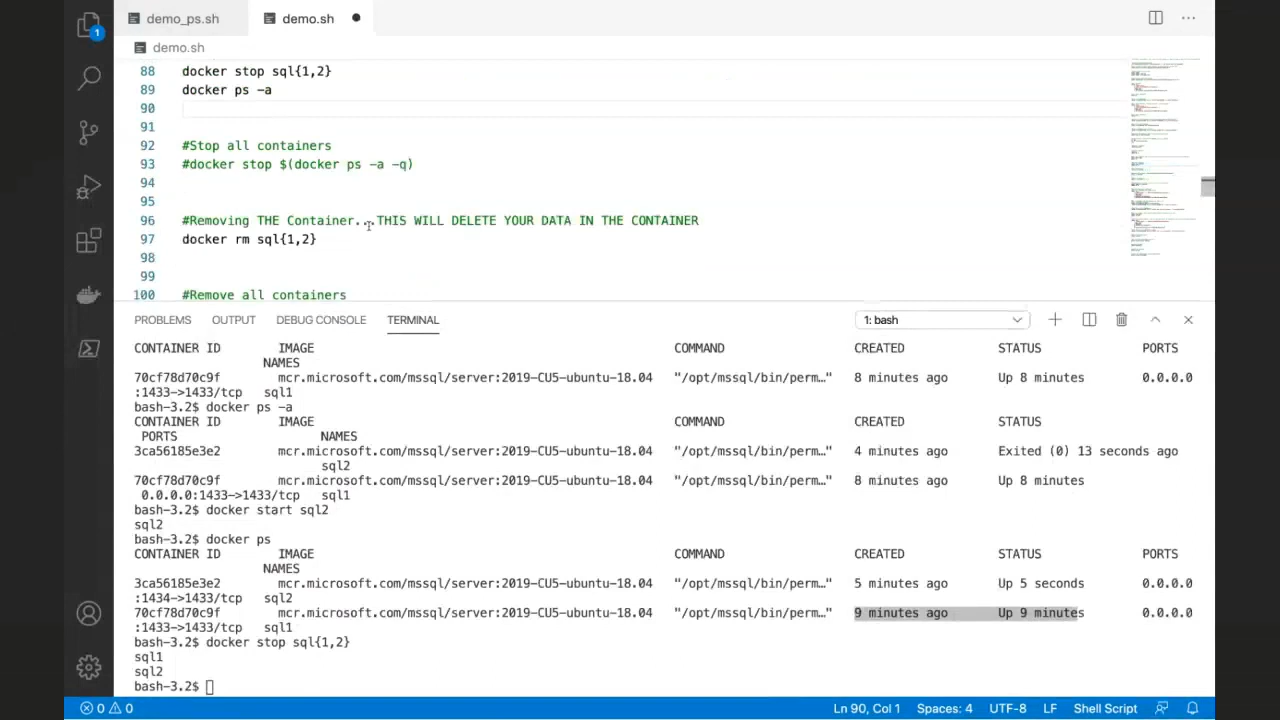 demo_ps.sh
demo.sh
1
demo.sh
88 docker stop sql{1,2}
89 docker ps -a
90
91
92 #Stop all containers
93 #docker stop $(docker ps -a -q)
94
95
96 #Removing THE Container - THIS WILL DELETE YOUR DATA IN THE CONTAINER
97 docker rm sql{1,2}
98
99
100 #Remove all containers
PROBLEMS OUTPUT DEBUG CONSOLE TERMINAL 1: bash
CONTAINER ID IMAGE COMMAND CREATED STATUS PORTS
NAMES
70cf78d70c9f mcr.microsoft.com/mssql/server:2019-CU5-ubuntu-18.04 "/opt/mssql/bin/perm…" 8 minutes ago Up 8 minutes 0.0.0.0
:1433->1433/tcp sql1
bash-3.2$ docker ps -a
CONTAINER ID IMAGE COMMAND CREATED STATUS
PORTS NAMES
3ca56185e3e2 mcr.microsoft.com/mssql/server:2019-CU5-ubuntu-18.04 "/opt/mssql/bin/perm…" 4 minutes ago Exited (0) 13 seconds ago
sql2
70cf78d70c9f mcr.microsoft.com/mssql/server:2019-CU5-ubuntu-18.04 "/opt/mssql/bin/perm…" 8 minutes ago Up 8 minutes
0.0.0.0:1433->1433/tcp sql1
bash-3.2$ docker start sql2
sql2
bash-3.2$ docker ps
CONTAINER ID IMAGE COMMAND CREATED STATUS PORTS
NAMES
3ca56185e3e2 mcr.microsoft.com/mssql/server:2019-CU5-ubuntu-18.04 "/opt/mssql/bin/perm…" 5 minutes ago Up 5 seconds 0.0.0.0
:1434->1433/tcp sql2
70cf78d70c9f mcr.microsoft.com/mssql/server:2019-CU5-ubuntu-18.04 "/opt/mssql/bin/perm…" 9 minutes ago Up 9 minutes 0.0.0.0
:1433->1433/tcp sql1
bash-3.2$ docker stop sql{1,2}
sql1
sql2
bash-3.2$
0 0 Ln 90, Col 1 Spaces: 4 UTF-8 LF Shell Script